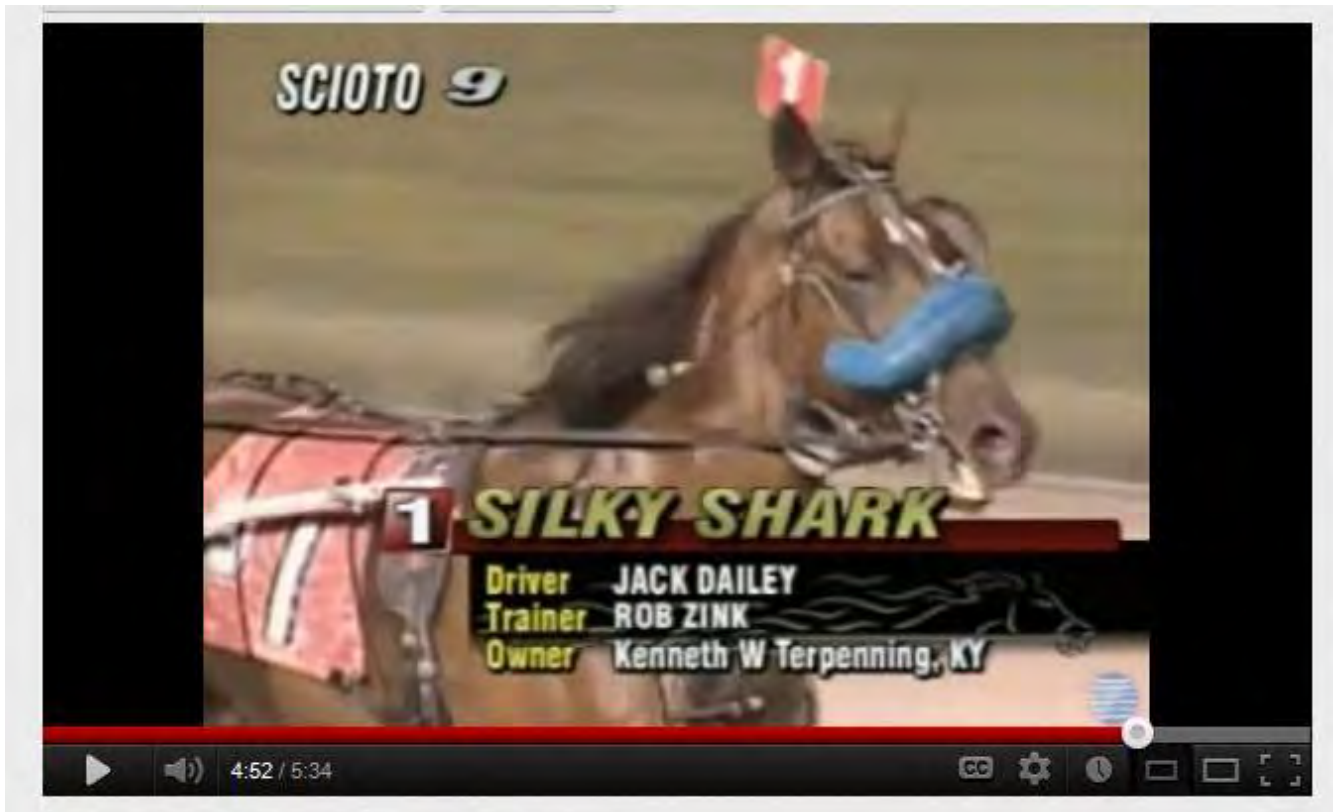 SCIOTO 9
1
1
1 SILKY SHARK
Driver JACK DAILEY
Trainer ROB ZINK
Owner Kenneth W Terpenning, KY
4:52 / 5:34
CC